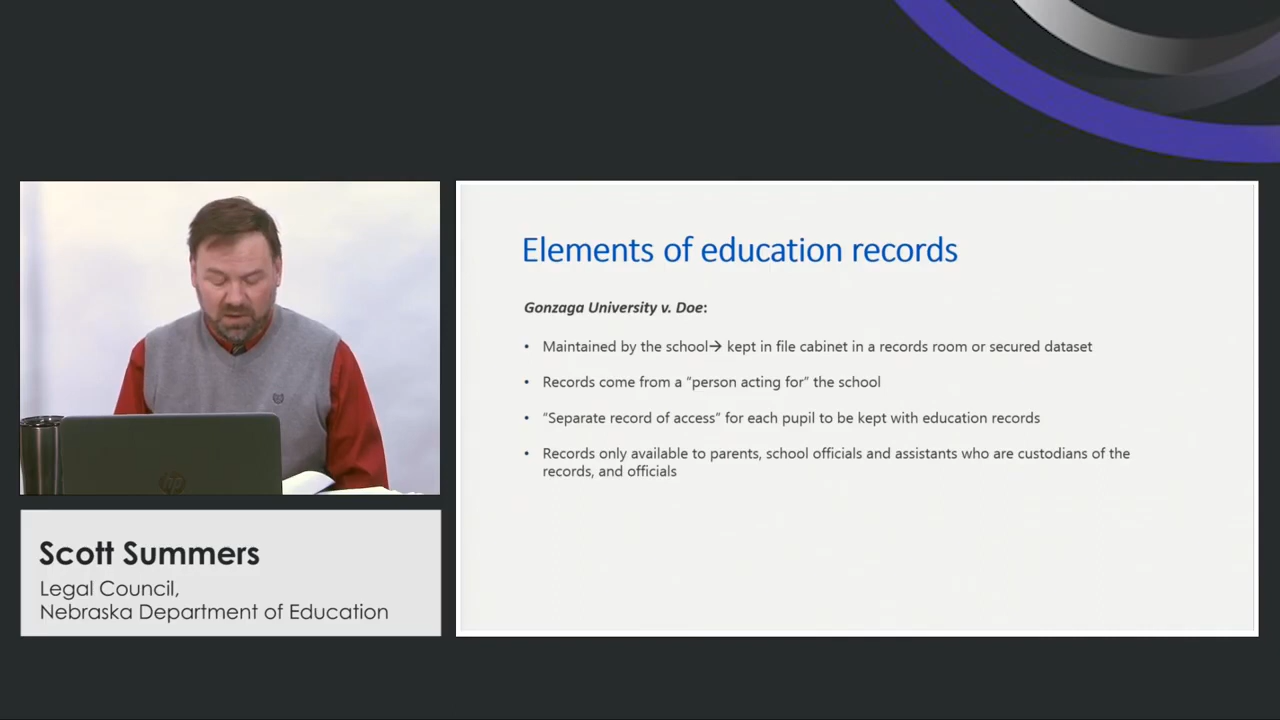 Elements of education records
Gonzaga University v. Doe:
• Maintained by the school→ kept in file cabinet in a records room or secured dataset
• Records come from a “person acting for” the school
• “Separate record of access” for each pupil to be kept with education records
• Records only available to parents, school officials and assistants who are custodians of the
records, and officials
hp
Scott Summers
Legal Council,
Nebraska Department of Education